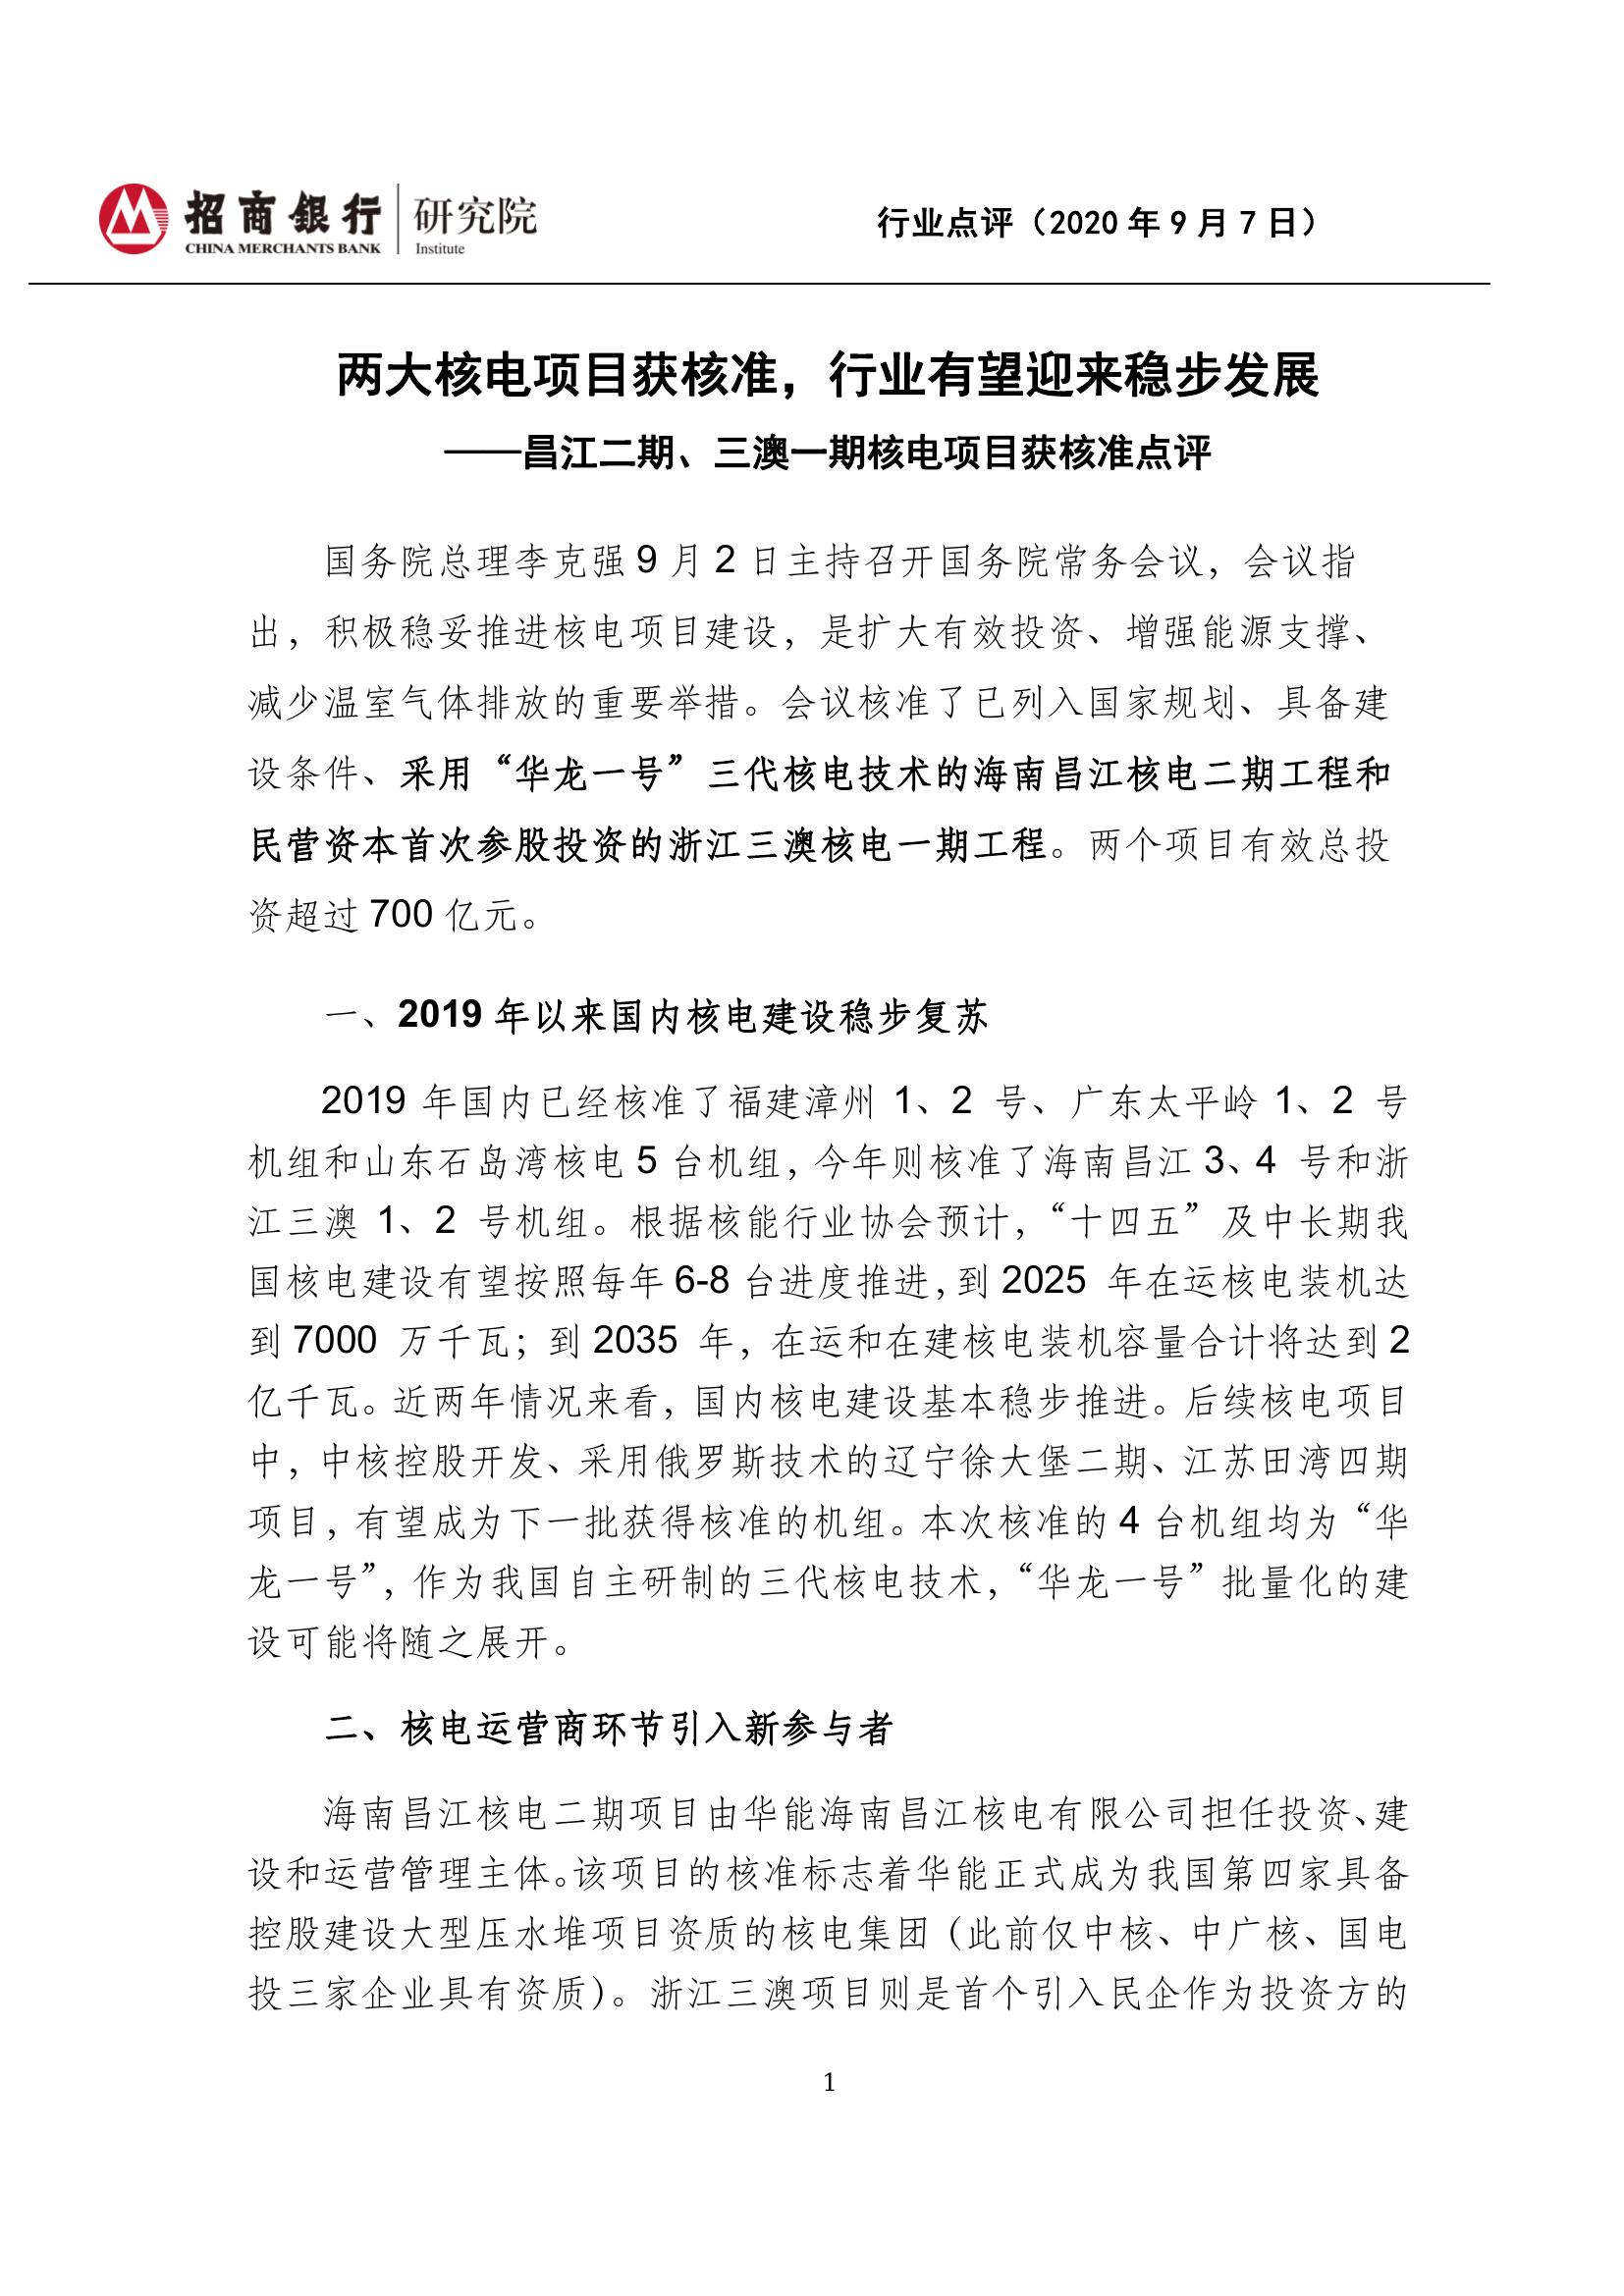 招商銀行 研究院
CHINA MERCHANTS BANK Institute
行业点评（2020 年 9 月 7 日）
两大核电项目获核准，行业有望迎来稳步发展
——昌江二期、三澳一期核电项目获核准点评
国务院总理李克强 9 月 2 日主持召开国务院常务会议，会议指
出，积极稳妥推进核电项目建设，是扩大有效投资、增强能源支撑、
减少温室气体排放的重要举措。会议核准了已列入国家规划、具备建
设条件、采用“华龙一号”三代核电技术的海南昌江核电二期工程和
民营资本首次参股投资的浙江三澳核电一期工程。两个项目有效总投
资超过 700 亿元。
一、2019 年以来国内核电建设稳步复苏
2019 年国内已经核准了福建漳州 1、2 号、广东太平岭 1、2 号
机组和山东石岛湾核电 5 台机组，今年则核准了海南昌江 3、4 号和浙
江三澳 1、2 号机组。根据核能行业协会预计，“十四五”及中长期我
国核电建设有望按照每年 6-8 台进度推进，到 2025 年在运核电装机达
到 7000 万千瓦；到 2035 年，在运和在建核电装机容量合计将达到 2
亿千瓦。近两年情况来看，国内核电建设基本稳步推进。后续核电项目
中，中核控股开发、采用俄罗斯技术的辽宁徐大堡二期、江苏田湾四期
项目，有望成为下一批获得核准的机组。本次核准的 4 台机组均为“华
龙一号”，作为我国自主研制的三代核电技术，“华龙一号”批量化的建
设可能将随之展开。
二、核电运营商环节引入新参与者
海南昌江核电二期项目由华能海南昌江核电有限公司担任投资、建
设和运营管理主体。该项目的核准标志着华能正式成为我国第四家具备
控股建设大型压水堆项目资质的核电集团（此前仅中核、中广核、国电
投三家企业具有资质）。浙江三澳项目则是首个引入民企作为投资方的
1